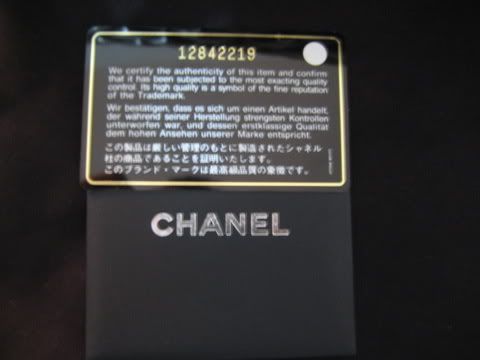 12842219
We certify the authenticity of this item and confirm
that it has been subjected to the most exacting quality
control. Its high quality is a symbol of the fine reputation
of the Trademark.
Wir bestätigen, dass es sich um einen Artikel handelt,
der während seiner Herstellung strengsten Kontrollen
unterworfen war, und dessen erstklassige Qualität
dem hohen Ansehen unserer Marke entspricht.
この製品は厳しい管理のもとに製造されたシャネル
社の商品であることを証明いたします。
このブランド・マークは最高級品質の象徴です。
CHANEL